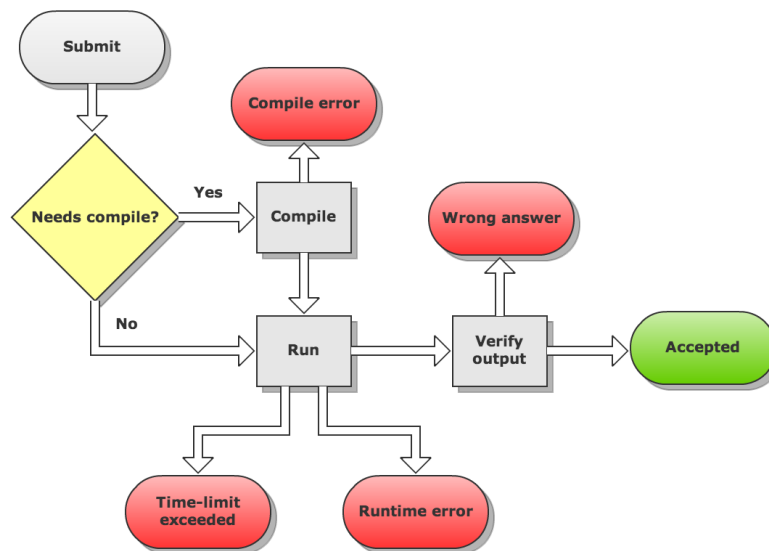 Submit
Compile error
Needs compile?
Yes
Compile
Wrong answer
No
Run
Verify
output
Accepted
Time-limit
exceeded
Runtime error